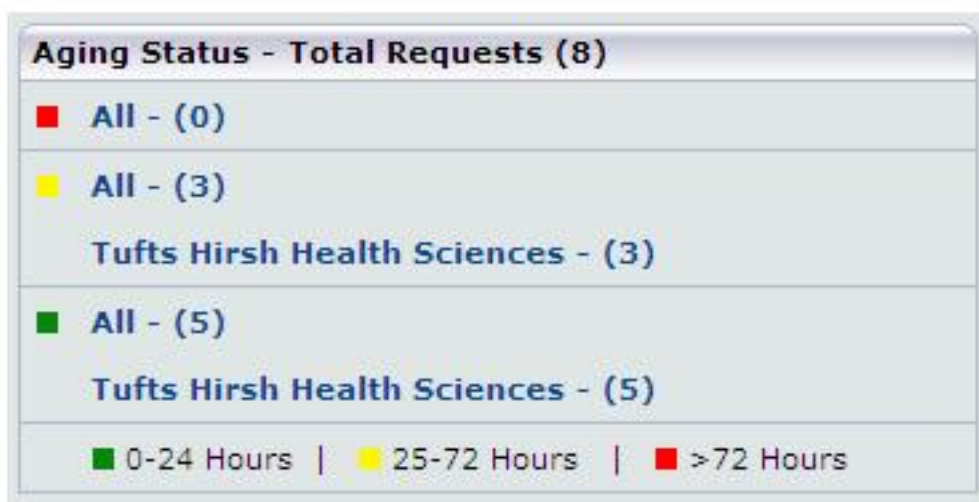 Aging Status - Total Requests (8)
All - (0)
All - (3)
Tufts Hirsh Health Sciences - (3)
All - (5)
Tufts Hirsh Health Sciences - (5)
0-24 Hours | 25-72 Hours | >72 Hours